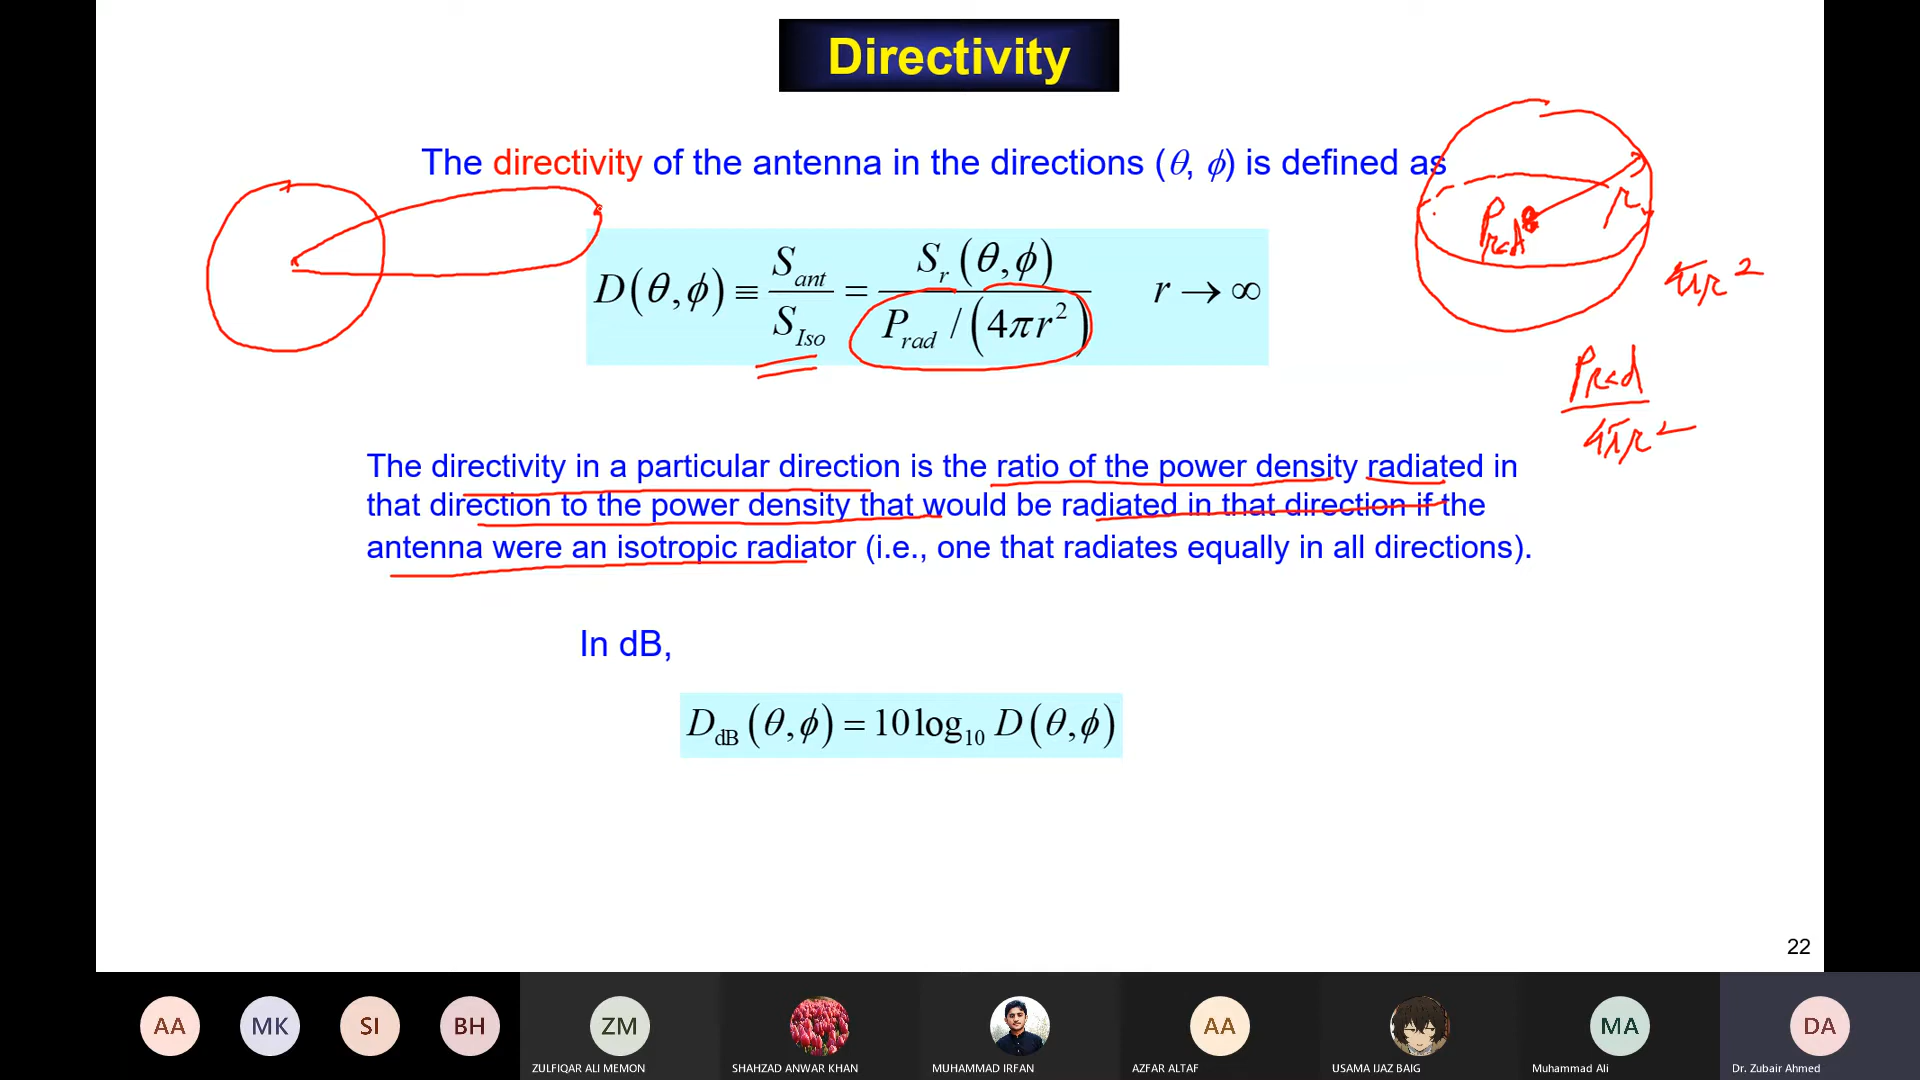 Directivity
The directivity of the antenna in the directions (θ, ϕ) is defined as
D(θ,ϕ) ≡ S_ant / S_Iso = S_r(θ,ϕ) / (P_rad / (4πr²)) r → ∞
P_rad
r
4πr²
Prad
4πr²
The directivity in a particular direction is the ratio of the power density radiated in
that direction to the power density that would be radiated in that direction if the
antenna were an isotropic radiator (i.e., one that radiates equally in all directions).
In dB,
D_dB(θ,ϕ) = 10 log₁₀ D(θ,ϕ)
22
AA MK SI BH ZM AA MA DA
ZULFIQAR ALI MEMON SHAHZAD ANWAR KHAN MUHAMMAD IRFAN AZFAR ALTAF USAMA IJAZ BAIG Muhammad Ali Dr. Zubair Ahmed